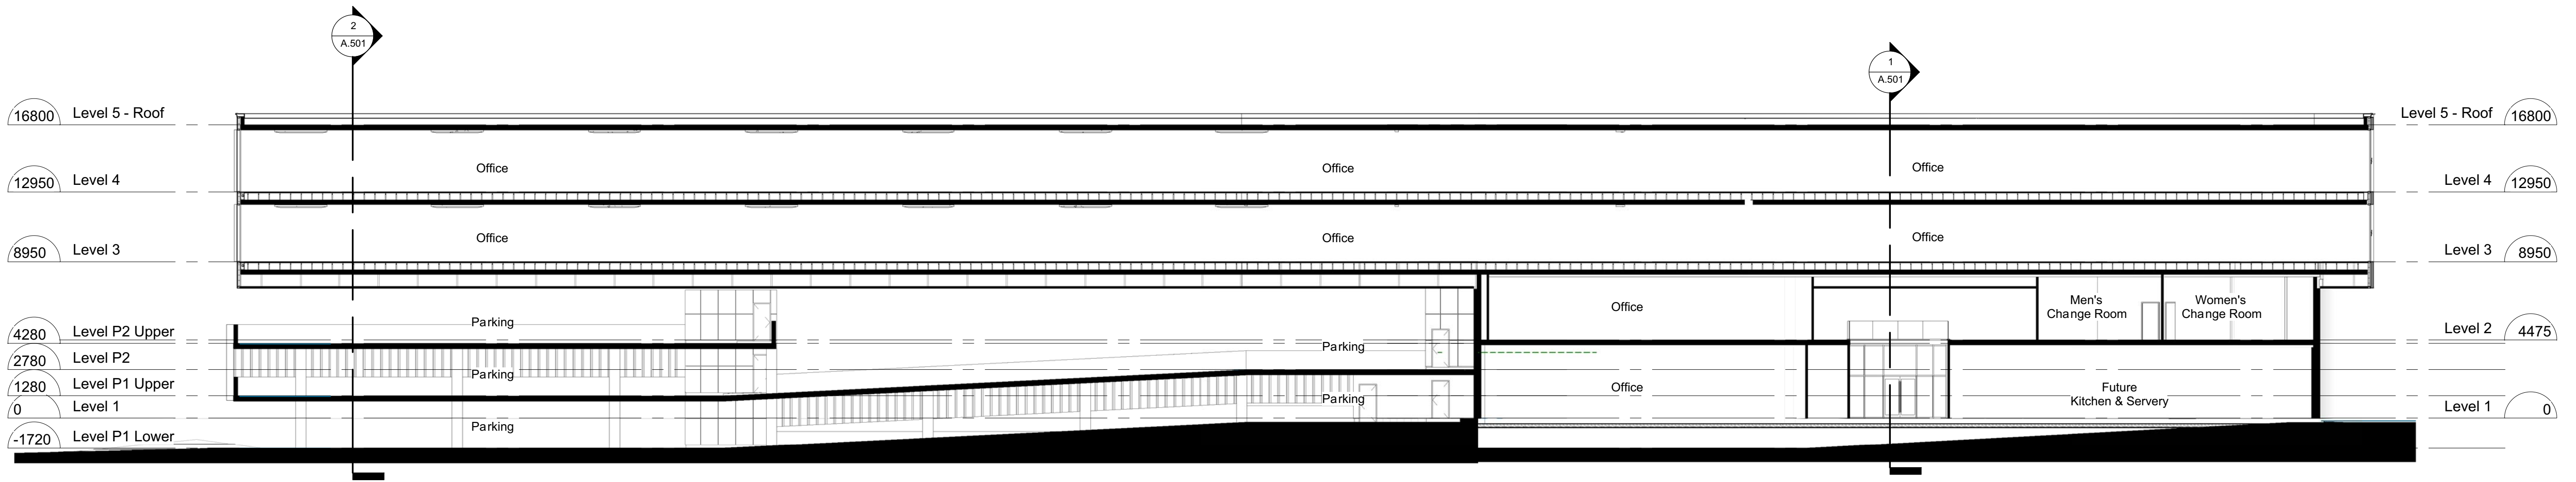 2
A.501
1
A.501
16800 Level 5 - Roof
Level 5 - Roof 16800
Office Office Office
12950 Level 4
Level 4 12950
Office Office Office
8950 Level 3
Level 3 8950
Office
Men's
Change Room
Women's
Change Room
4280 Level P2 Upper
Parking
Level 2 4475
Parking
2780 Level P2
Parking
1280 Level P1 Upper
Office
Future
Kitchen & Servery
Parking
0 Level 1
Level 1 0
Parking
-1720 Level P1 Lower